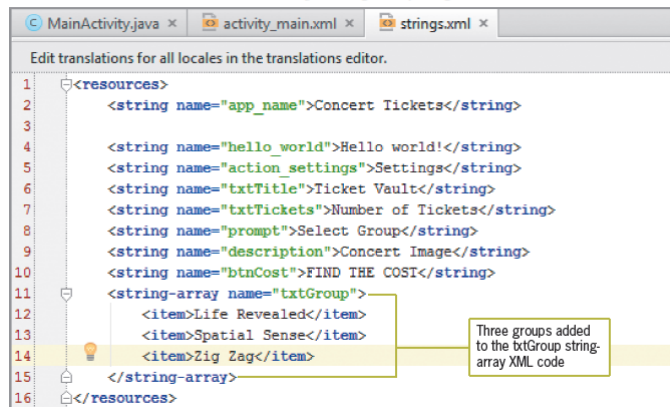 MainActivity.java × activity_main.xml × strings.xml ×
Edit translations for all locales in the translations editor.
1 <resources>
2 <string name="app_name">Concert Tickets</string>
3
4 <string name="hello_world">Hello world!</string>
5 <string name="action_settings">Settings</string>
6 <string name="txtTitle">Ticket Vault</string>
7 <string name="txtTickets">Number of Tickets</string>
8 <string name="prompt">Select Group</string>
9 <string name="description">Concert Image</string>
10 <string name="btnCost">FIND THE COST</string>
11 <string-array name="txtGroup">
12 <item>Life Revealed</item>
13 <item>Spatial Sense</item>
14 <item>Zig Zag</item>
15 </string-array>
16 </resources>
Three groups added
to the txtGroup string-
array XML code